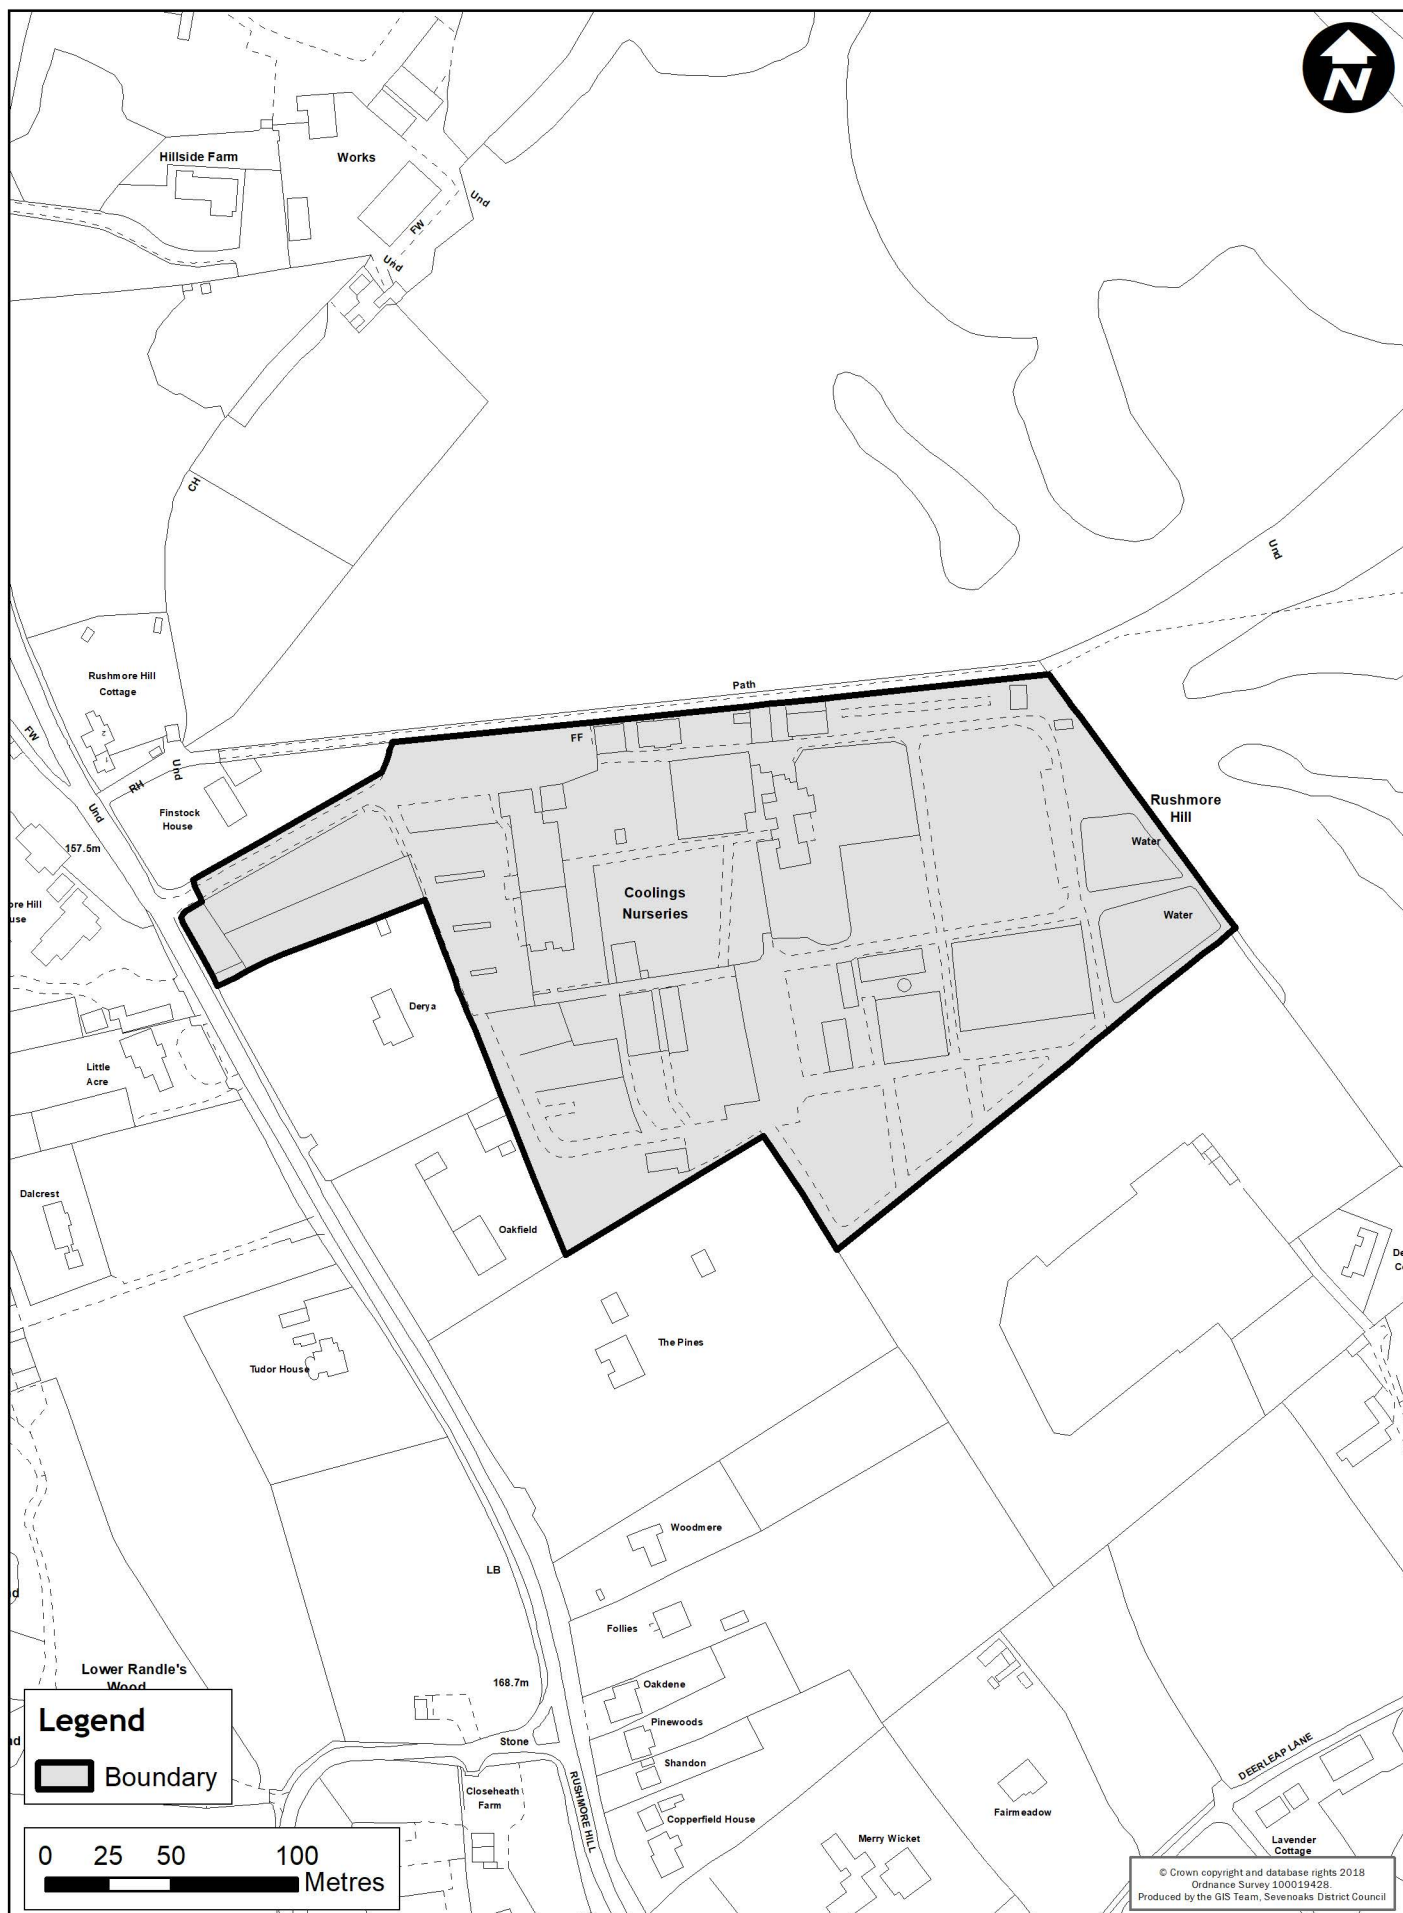 N
Hillside Farm
Works
Und
FW
Und
CH
Und
Rushmore Hill
Cottage
2
Path
FW
FF
Und
RH
Und
Finstock
House
157.5m
Rushmore
Hill
Water
Water
Coolings
Nurseries
ore Hill
use
Derya
Little
Acre
Dalcrest
Oakfield
The Pines
Tudor House
Woodmere
LB
Follies
Lower Randle's
Wood
168.7m
Oakdene
Pinewoods
Stone
Shandon
RUSHMORE HILL
Closeheath
Farm
Copperfield House
Merry Wicket
Fairmeadow
DEERLEAP LANE
Lavender
Cottage
Legend
Boundary
0 25 50 100
Metres
© Crown copyright and database rights 2018
Ordnance Survey 100019428.
Produced by the GIS Team, Sevenoaks District Council